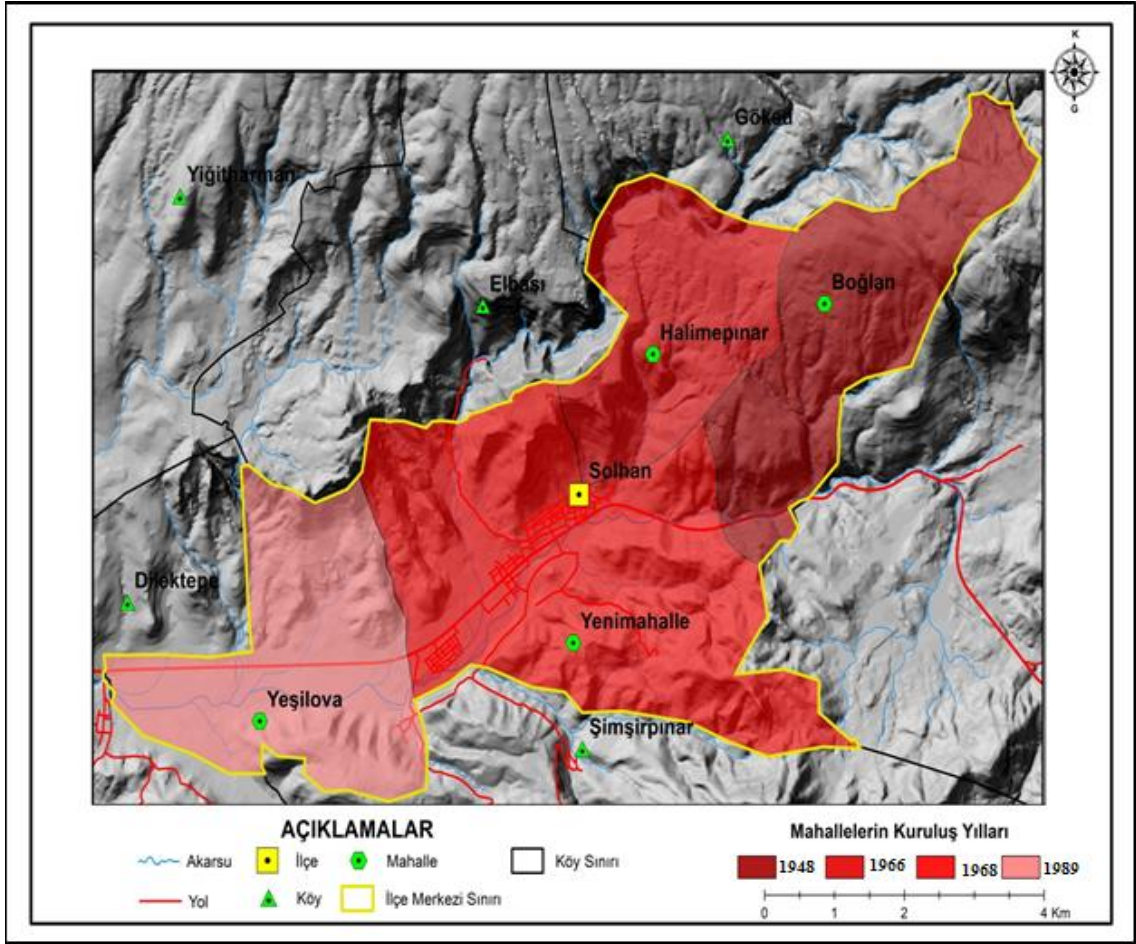 K
G
Gökçeli
Yiğitharman
Elbaşı
Boğlan
Halimepınar
Solhan
Dilektepe
Yenimahalle
Yeşilova
Şimşirpınar
AÇIKLAMALAR
Akarsu
İlçe
Mahalle
Köy Sınırı
Yol
Köy
İlçe Merkezi Sınırı
Mahallelerin Kuruluş Yılları
1948
1966
1968
1989
0 1 2 4 Km